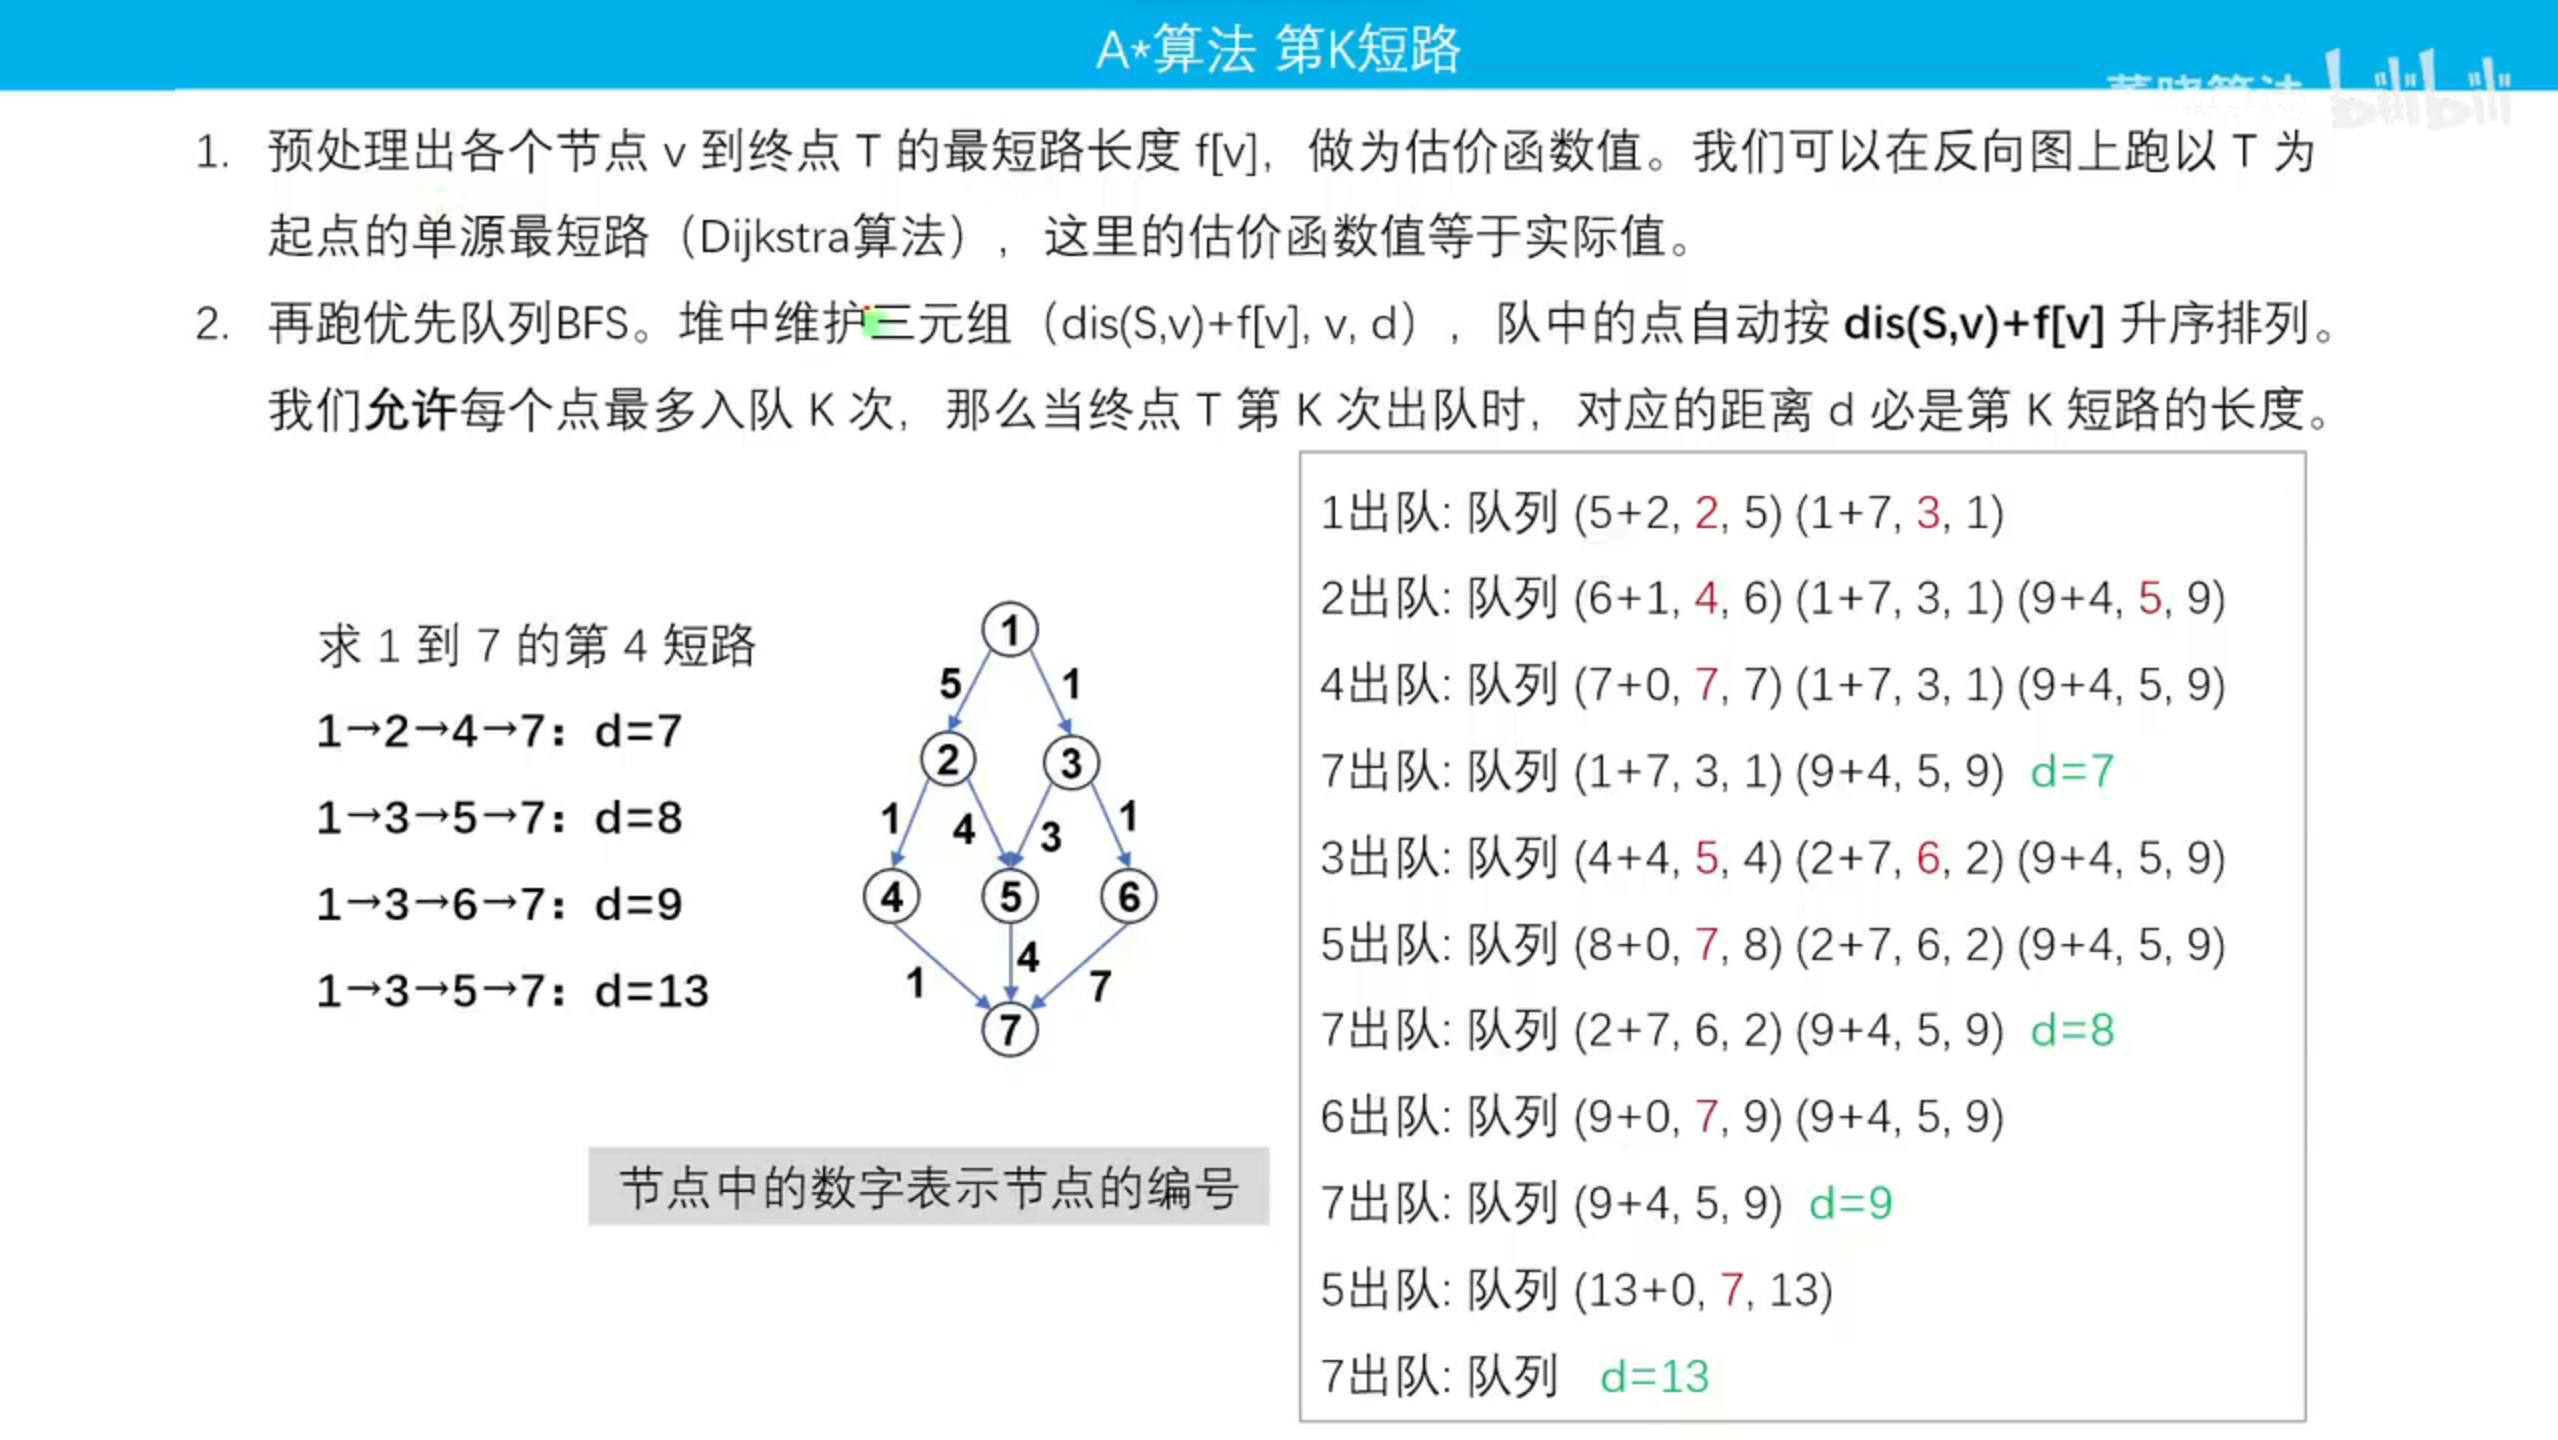 A*算法 第K短路
bilibili
1. 预处理出各个节点 v 到终点 T 的最短路长度 f[v]，做为估价函数值。我们可以在反向图上跑以 T 为
起点的单源最短路（Dijkstra算法），这里的估价函数值等于实际值。
2. 再跑优先队列BFS。堆中维护三元组（dis(S,v)+f[v], v, d），队中的点自动按 dis(S,v)+f[v] 升序排列。
我们允许每个点最多入队 K 次，那么当终点 T 第 K 次出队时，对应的距离 d 必是第 K 短路的长度。
求 1 到 7 的第 4 短路
1→2→4→7：d=7
1→3→5→7：d=8
1→3→6→7：d=9
1→3→5→7：d=13
1
5 1
2 3
1 4 3 1
4 5 6
1 4 7
7
节点中的数字表示节点的编号
1出队: 队列 (5+2, 2, 5) (1+7, 3, 1)
2出队: 队列 (6+1, 4, 6) (1+7, 3, 1) (9+4, 5, 9)
4出队: 队列 (7+0, 7, 7) (1+7, 3, 1) (9+4, 5, 9)
7出队: 队列 (1+7, 3, 1) (9+4, 5, 9) d=7
3出队: 队列 (4+4, 5, 4) (2+7, 6, 2) (9+4, 5, 9)
5出队: 队列 (8+0, 7, 8) (2+7, 6, 2) (9+4, 5, 9)
7出队: 队列 (2+7, 6, 2) (9+4, 5, 9) d=8
6出队: 队列 (9+0, 7, 9) (9+4, 5, 9)
7出队: 队列 (9+4, 5, 9) d=9
5出队: 队列 (13+0, 7, 13)
7出队: 队列 d=13